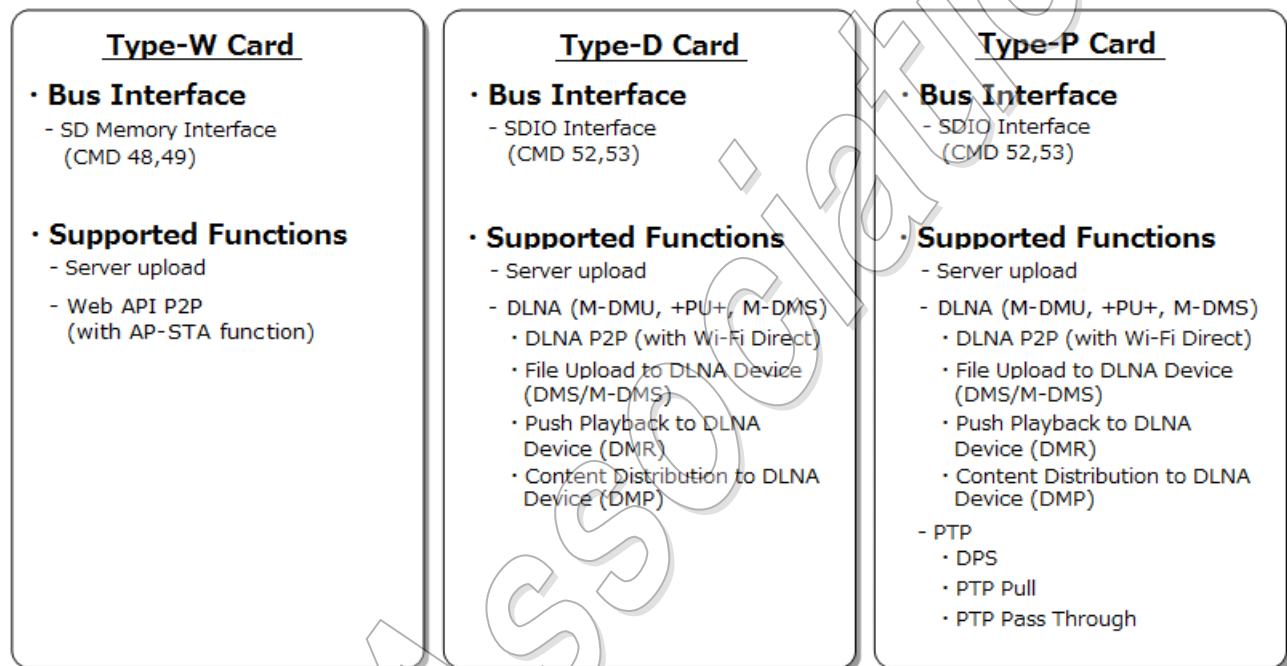 Type-W Card
・Bus Interface
- SD Memory Interface
(CMD 48,49)
・Supported Functions
- Server upload
- Web API P2P
(with AP-STA function)
Type-D Card
・Bus Interface
- SDIO Interface
(CMD 52,53)
・Supported Functions
- Server upload
- DLNA (M-DMU, +PU+, M-DMS)
・DLNA P2P (with Wi-Fi Direct)
・File Upload to DLNA Device
(DMS/M-DMS)
・Push Playback to DLNA
Device (DMR)
・Content Distribution to DLNA
Device (DMP)
Type-P Card
・Bus Interface
- SDIO Interface
(CMD 52,53)
・Supported Functions
- Server upload
- DLNA (M-DMU, +PU+, M-DMS)
・DLNA P2P (with Wi-Fi Direct)
・File Upload to DLNA Device
(DMS/M-DMS)
・Push Playback to DLNA
Device (DMR)
・Content Distribution to DLNA
Device (DMP)
- PTP
・DPS
・PTP Pull
・PTP Pass Through
Associatio